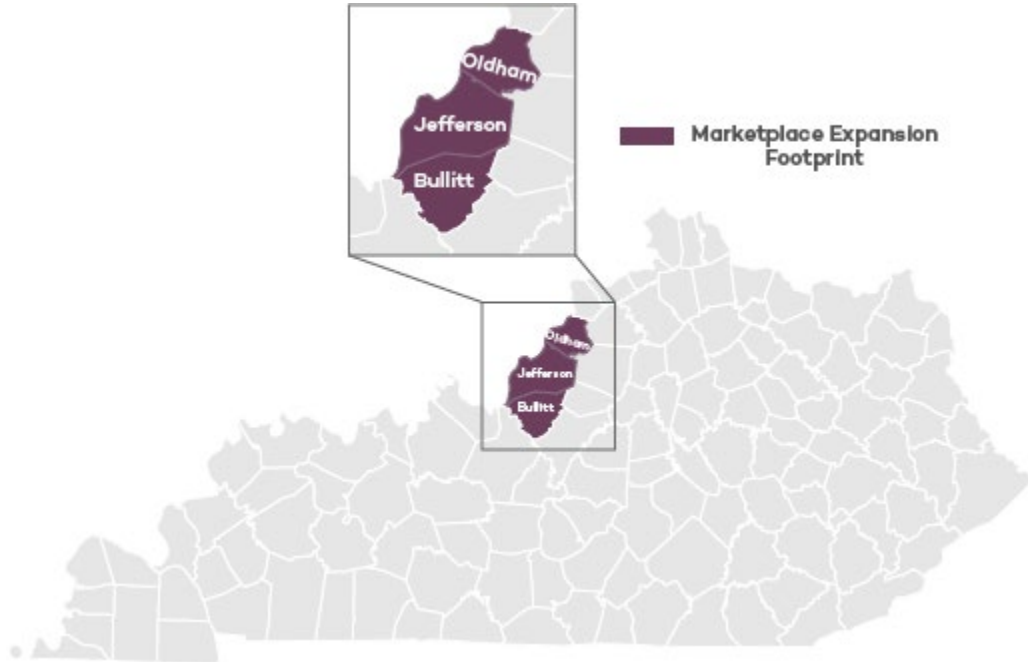 Oldham
Jefferson
Bullitt
Marketplace Expansion
Footprint
Oldham
Jefferson
Bullitt